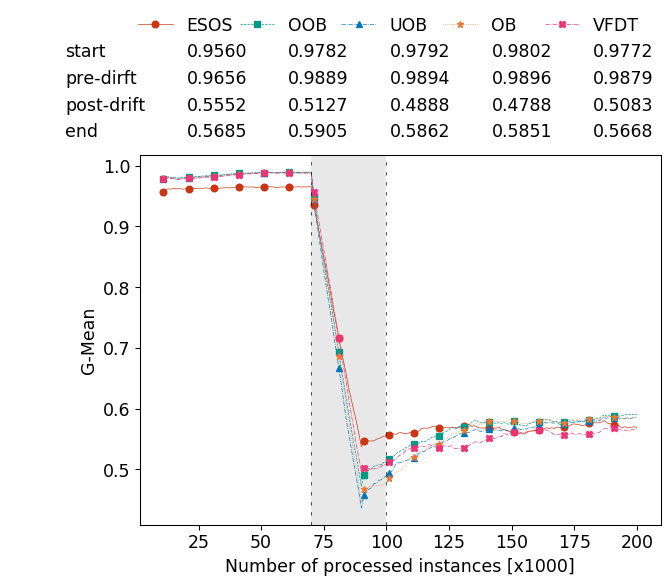 ESOS OOB UOB OB VFDT
start 0.9560 0.9782 0.9792 0.9802 0.9772
pre-dirft 0.9656 0.9889 0.9894 0.9896 0.9879
post-drift 0.5552 0.5127 0.4888 0.4788 0.5083
end 0.5685 0.5905 0.5862 0.5851 0.5668
1.0
0.9
0.8
0.7
0.6
0.5
G-Mean
25 50 75 100 125 150 175 200
Number of processed instances [x1000]